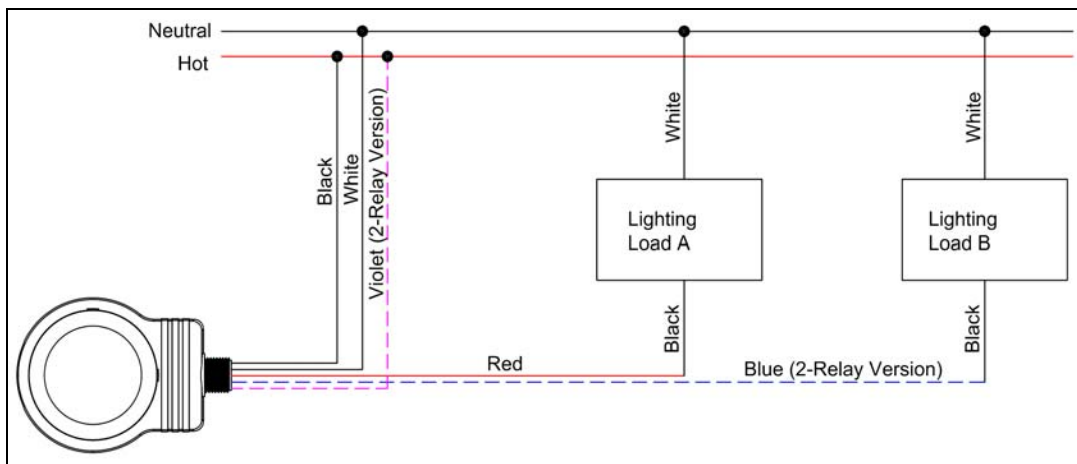 Neutral
Hot
Black
White
Violet (2-Relay Version)
White
White
Lighting
Load A
Lighting
Load B
Black
Black
Red
Blue (2-Relay Version)